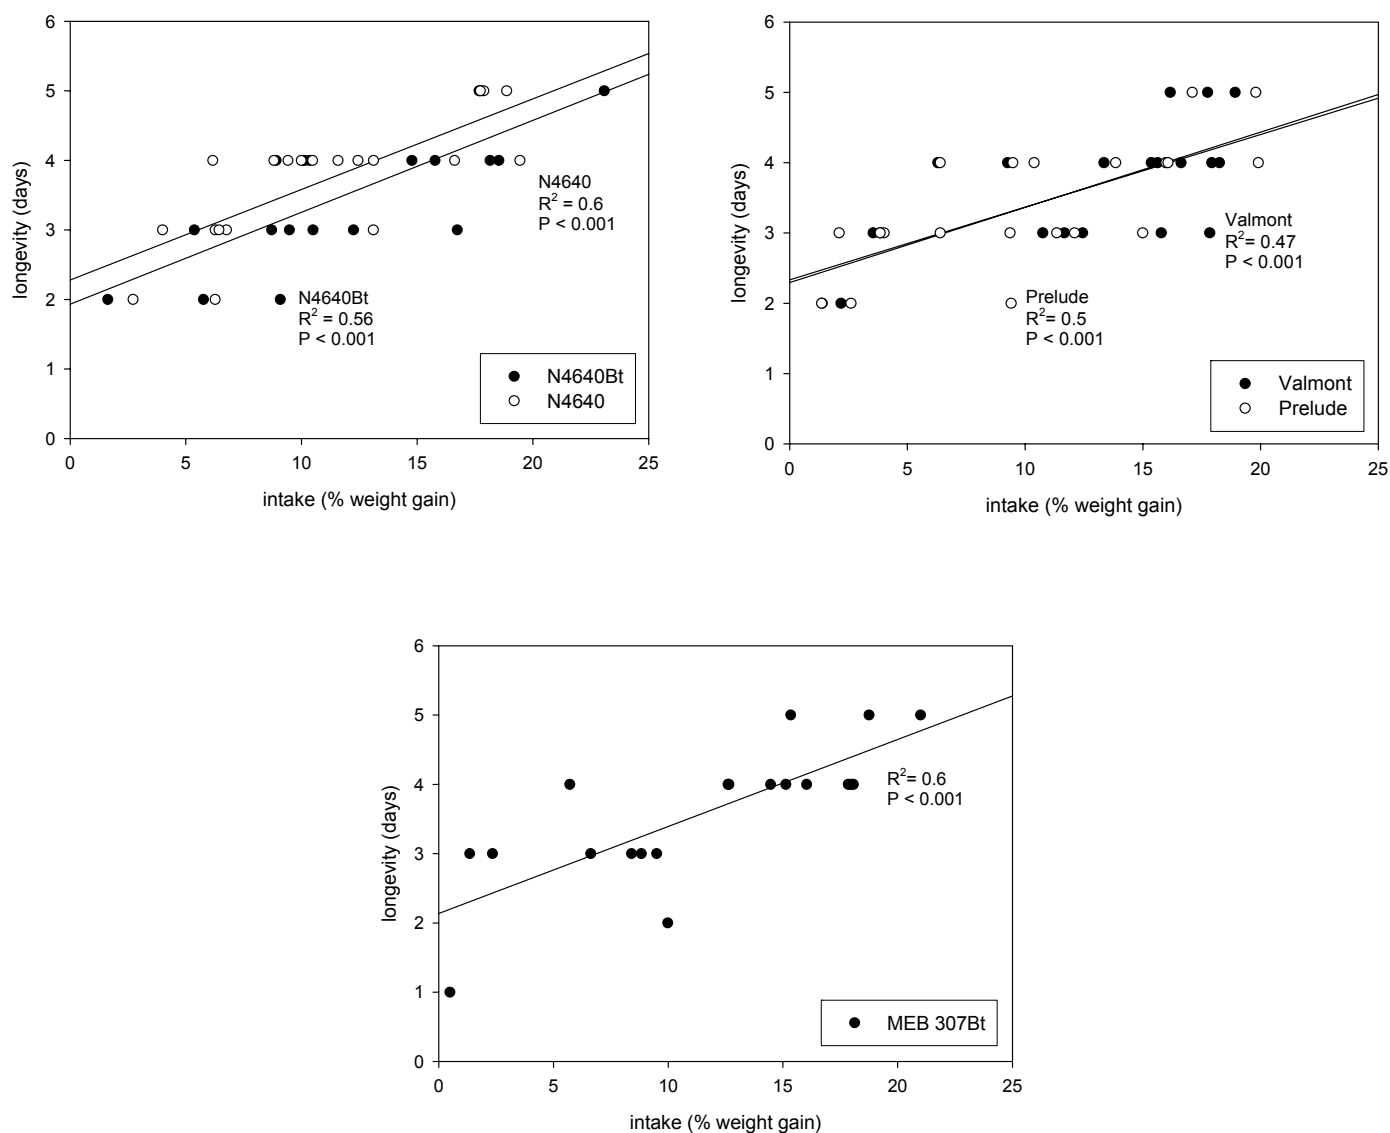 6
5
4
3
2
1
0
longevity (days)
0 5 10 15 20 25
intake (% weight gain)
N4640
R² = 0.6
P < 0.001
N4640Bt
R² = 0.56
P < 0.001
N4640Bt
N4640
6
5
4
3
2
1
0
longevity (days)
0 5 10 15 20 25
intake (% weight gain)
Valmont
R²= 0.47
P < 0.001
Prelude
R²= 0.5
P < 0.001
Valmont
Prelude
6
5
4
3
2
1
0
longevity (days)
0 5 10 15 20 25
intake (% weight gain)
R²= 0.6
P < 0.001
MEB 307Bt